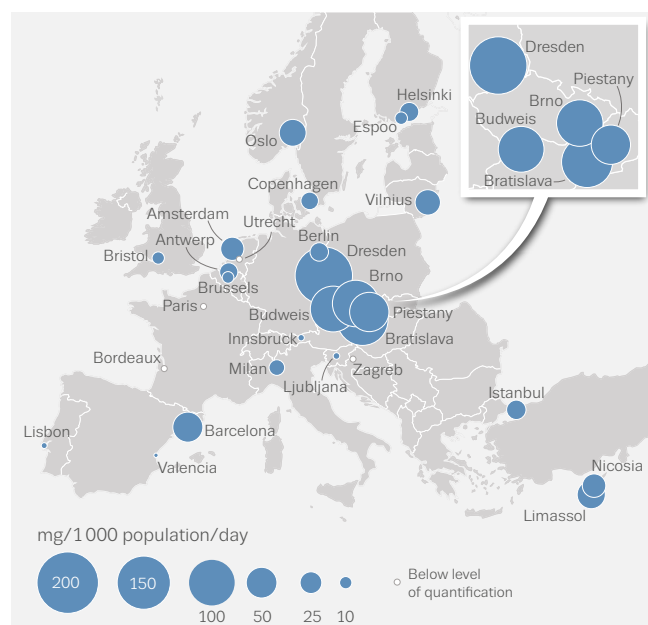 Dresden
Piestany
Brno
Budweis
Bratislava
Helsinki
Espoo
Oslo
Copenhagen
Vilnius
Amsterdam
Utrecht
Antwerp
Berlin
Bristol
Dresden
Brno
Brussels
Paris
Budweis
Piestany
Innsbruck
Bratislava
Bordeaux
Milan
Zagreb
Ljubljana
Istanbul
Lisbon
Barcelona
Valencia
Nicosia
Limassol
mg/1 000 population/day
200
150
100
50
25
10
Below level
of quantification